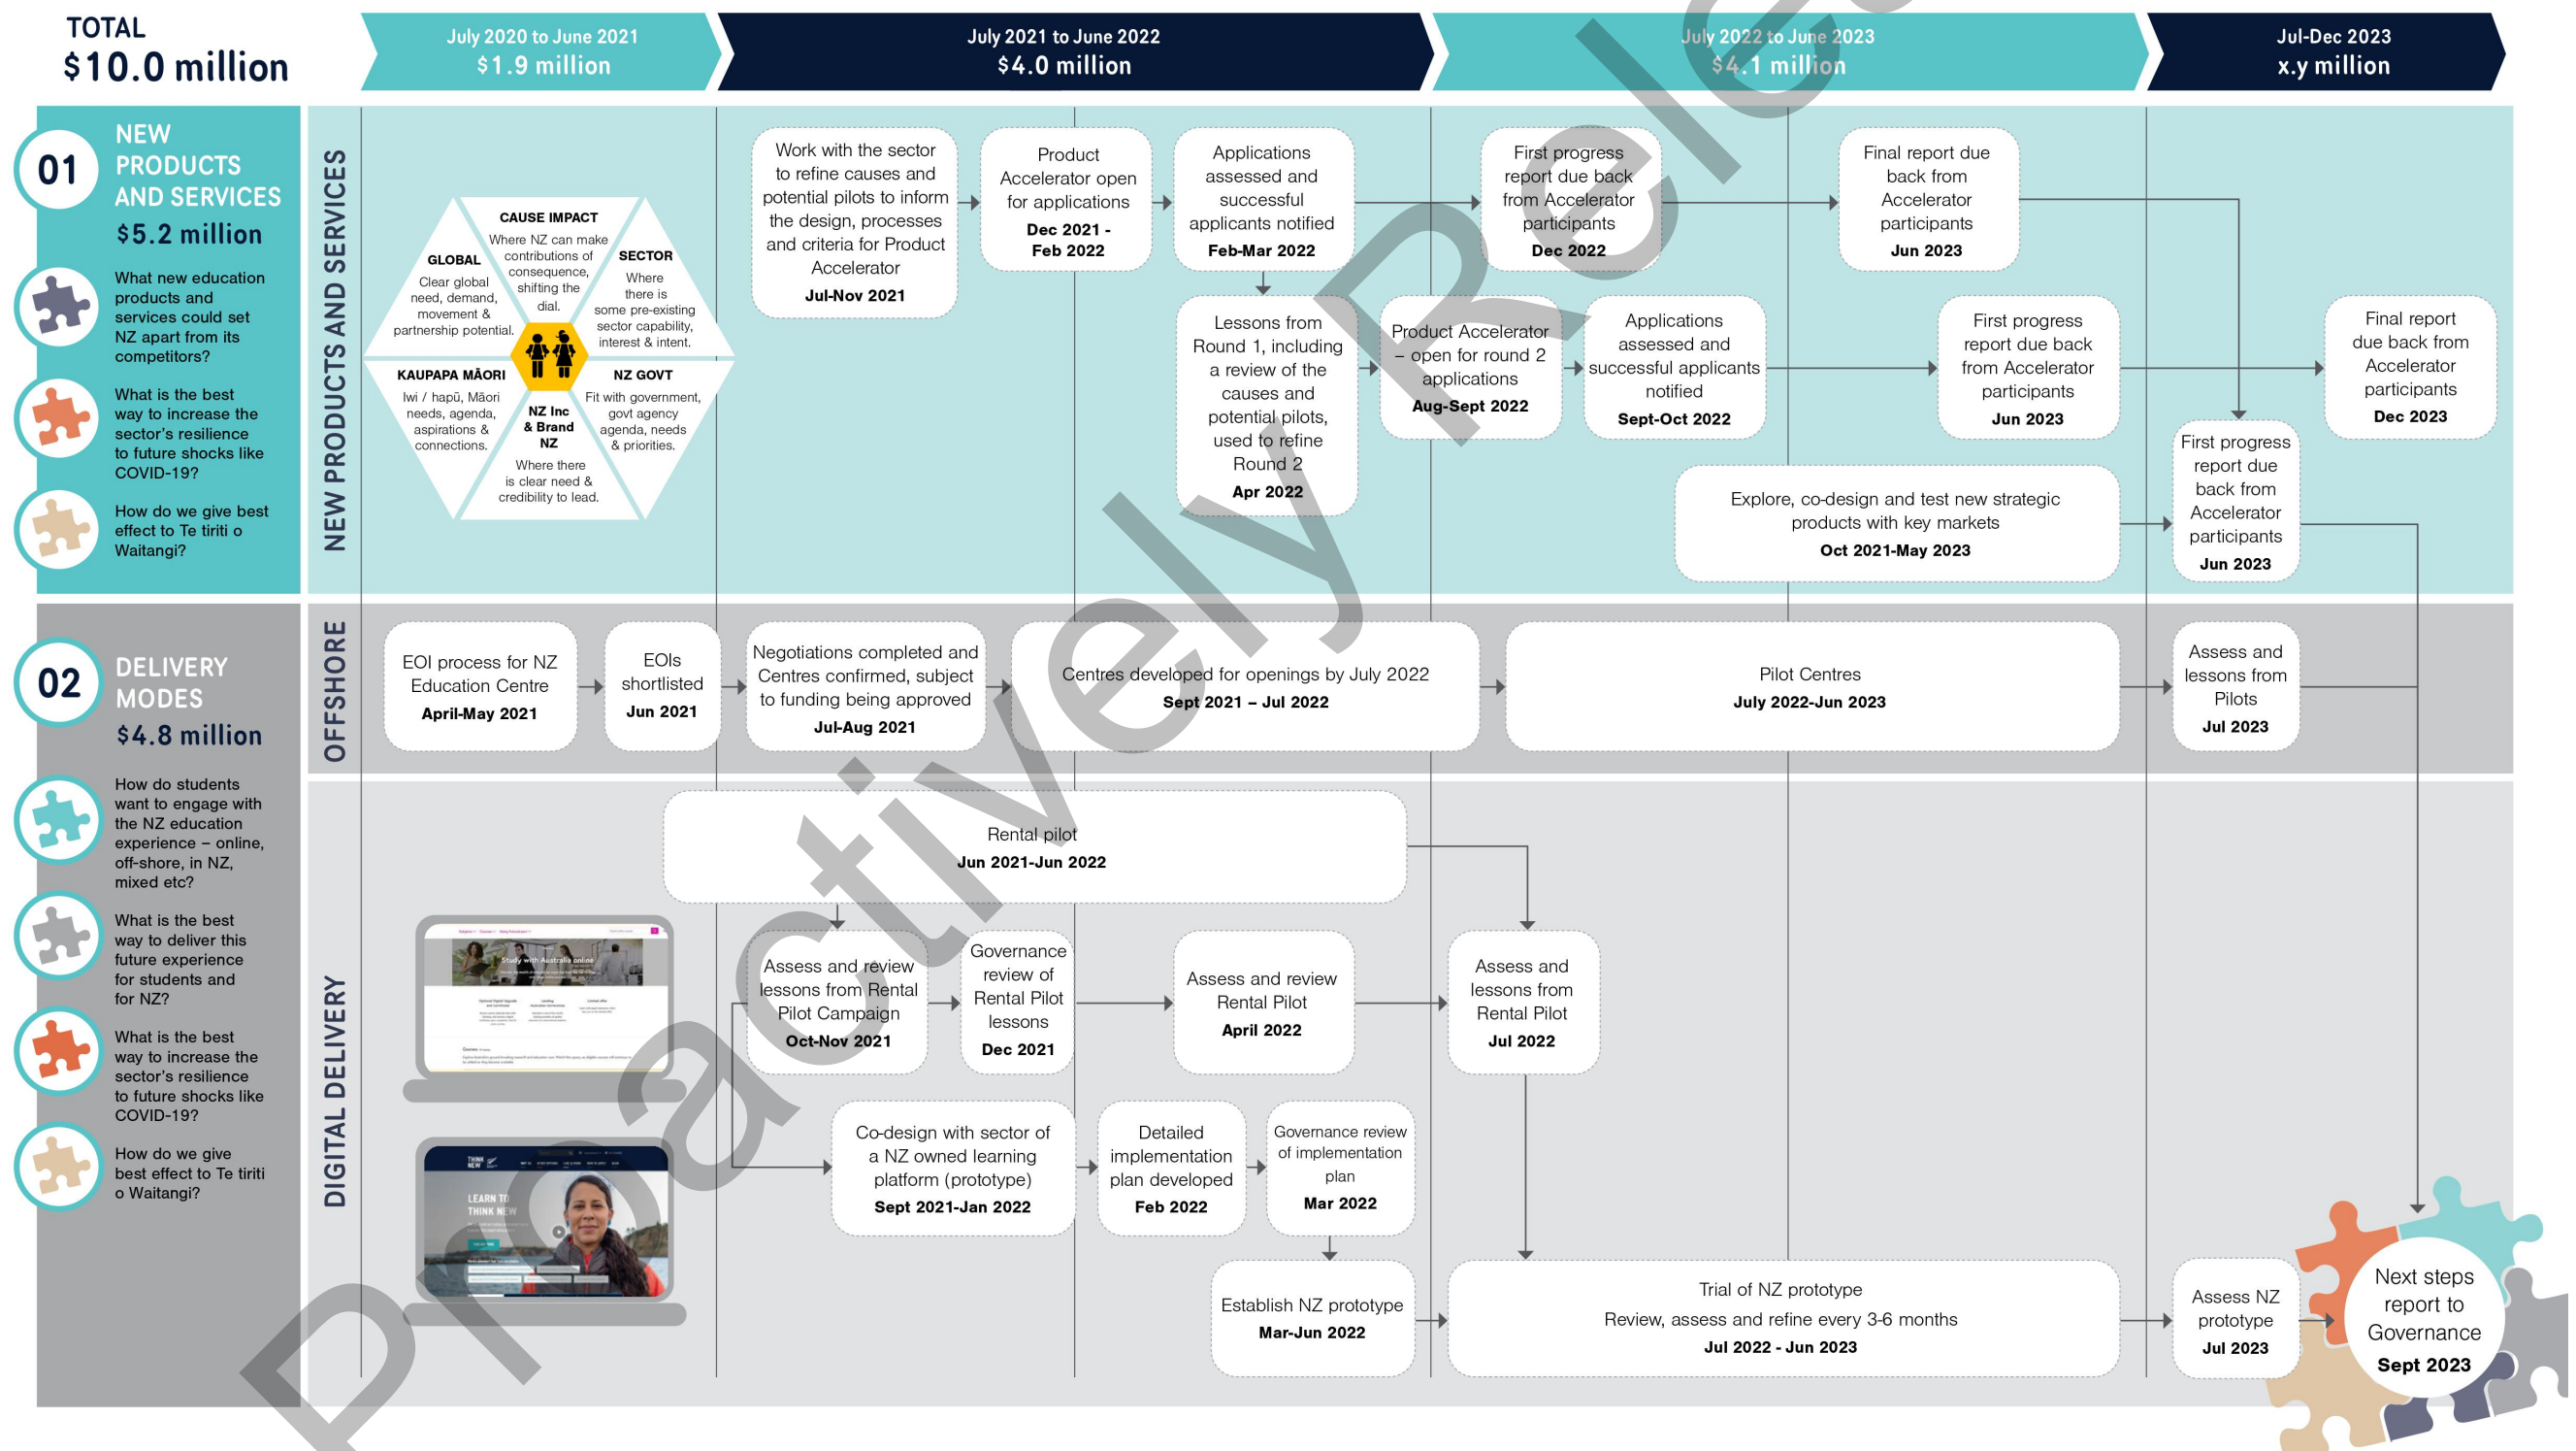 TOTAL
$10.0 million
July 2020 to June 2021
$1.9 million
July 2021 to June 2022
$4.0 million
July 2022 to June 2023
$4.1 million
Jul-Dec 2023
x.y million
01
NEW
PRODUCTS
AND SERVICES
$5.2 million
What new education
products and
services could set
NZ apart from its
competitors?
What is the best
way to increase the
sector's resilience
to future shocks like
COVID-19?
How do we give best
effect to Te tiriti o
Waitangi?
NEW PRODUCTS AND SERVICES
CAUSE IMPACT
Where NZ can make
contributions of
consequence,
shifting the
dial.
GLOBAL
Clear global
need, demand,
movement &
partnership potential.
SECTOR
Where
there is
some pre-existing
sector capability,
interest & intent.
KAUPAPA MĀORI
Iwi / hapū, Māori
needs, agenda,
aspirations &
connections.
NZ Inc
& Brand
NZ
Where there
is clear need &
credibility to lead.
NZ GOVT
Fit with government,
govt agency
agenda, needs
& priorities.
Work with the sector
to refine causes and
potential pilots to inform
the design, processes
and criteria for Product
Accelerator
Jul-Nov 2021
Product
Accelerator open
for applications
Dec 2021 -
Feb 2022
Applications
assessed and
successful
applicants notified
Feb-Mar 2022
First progress
report due back
from Accelerator
participants
Dec 2022
Final report due
back from
Accelerator
participants
Jun 2023
Lessons from
Round 1, including
a review of the
causes and
potential pilots,
used to refine
Round 2
Apr 2022
Product Accelerator
– open for round 2
applications
Aug-Sept 2022
Applications
assessed and
successful applicants
notified
Sept-Oct 2022
First progress
report due back
from Accelerator
participants
Jun 2023
Final report
due back from
Accelerator
participants
Dec 2023
Explore, co-design and test new strategic
products with key markets
Oct 2021-May 2023
First progress
report due
back from
Accelerator
participants
Jun 2023
02
DELIVERY
MODES
$4.8 million
How do students
want to engage with
the NZ education
experience – online,
off-shore, in NZ,
mixed etc?
What is the best
way to deliver this
future experience
for students and
for NZ?
What is the best
way to increase the
sector's resilience
to future shocks like
COVID-19?
How do we give
best effect to Te tiriti
o Waitangi?
OFFSHORE
EOI process for NZ
Education Centre
April-May 2021
EOIs
shortlisted
Jun 2021
Negotiations completed and
Centres confirmed, subject
to funding being approved
Jul-Aug 2021
Centres developed for openings by July 2022
Sept 2021 – Jul 2022
Pilot Centres
July 2022-Jun 2023
Assess and
lessons from
Pilots
Jul 2023
DIGITAL DELIVERY
Rental pilot
Jun 2021-Jun 2022
Study with Australia online
Assess and review
lessons from Rental
Pilot Campaign
Oct-Nov 2021
Governance
review of
Rental Pilot
lessons
Dec 2021
Assess and review
Rental Pilot
April 2022
Assess and
lessons from
Rental Pilot
Jul 2022
THINK
NEW
LEARN TO
THINK NEW
Co-design with sector of
a NZ owned learning
platform (prototype)
Sept 2021-Jan 2022
Detailed
implementation
plan developed
Feb 2022
Governance review
of implementation
plan
Mar 2022
Establish NZ prototype
Mar-Jun 2022
Trial of NZ prototype
Review, assess and refine every 3-6 months
Jul 2022 - Jun 2023
Assess NZ
prototype
Jul 2023
Next steps
report to
Governance
Sept 2023
Proactively